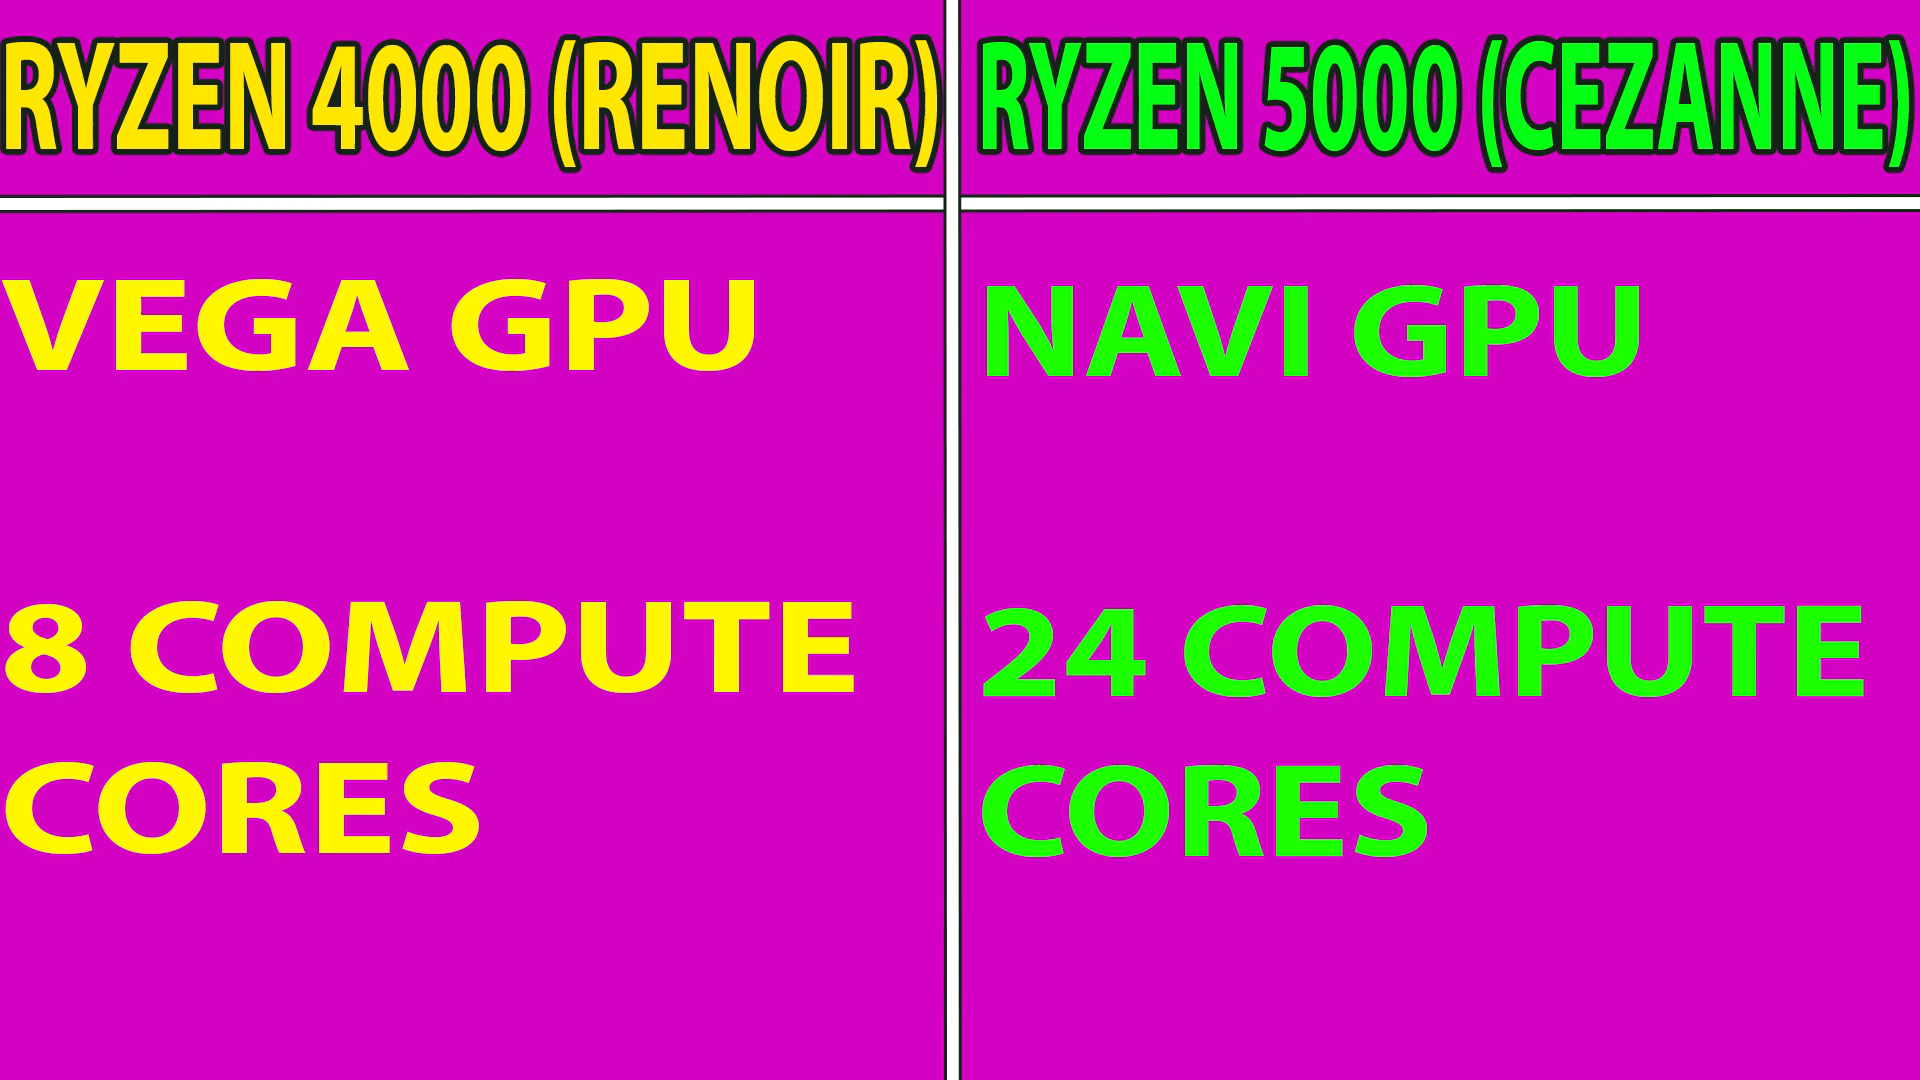 RYZEN 4000 (RENOIR)
RYZEN 5000 (CEZANNE)
VEGA GPU
8 COMPUTE
CORES
NAVI GPU
24 COMPUTE
CORES